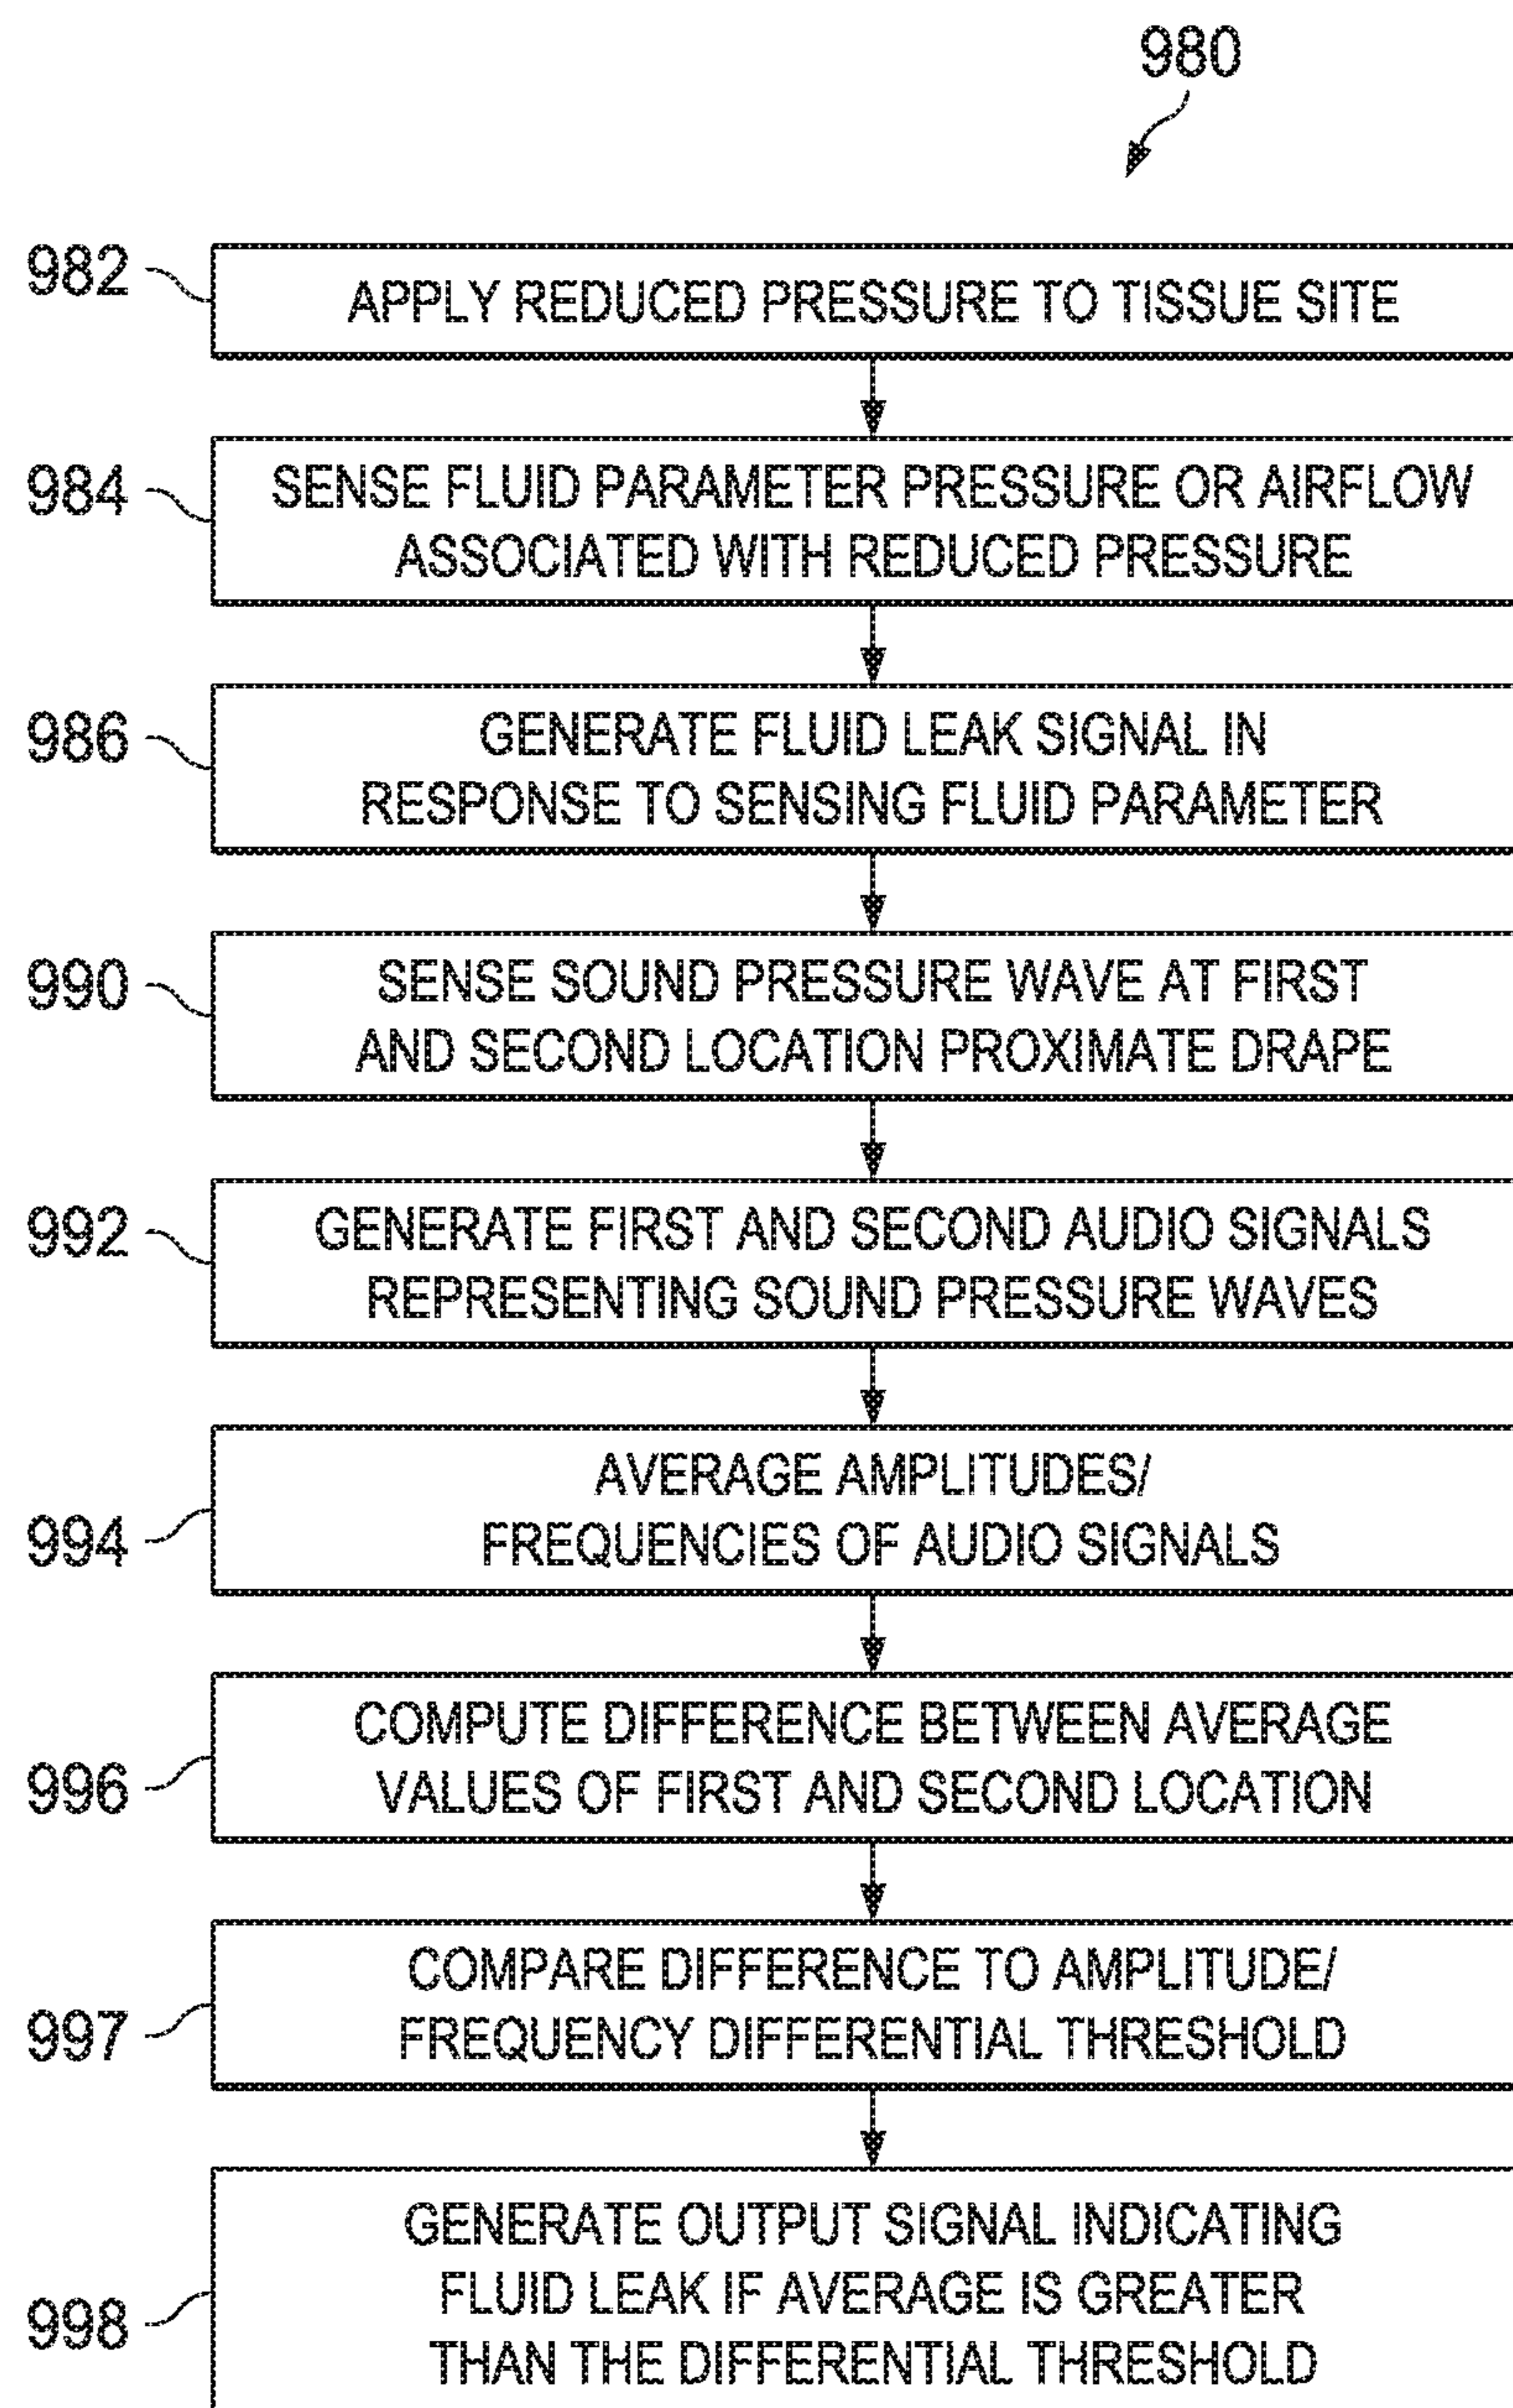 980
982
APPLY REDUCED PRESSURE TO TISSUE SITE
984
SENSE FLUID PARAMETER PRESSURE OR AIRFLOW
ASSOCIATED WITH REDUCED PRESSURE
986
GENERATE FLUID LEAK SIGNAL IN
RESPONSE TO SENSING FLUID PARAMETER
990
SENSE SOUND PRESSURE WAVE AT FIRST
AND SECOND LOCATION PROXIMATE DRAPE
992
GENERATE FIRST AND SECOND AUDIO SIGNALS
REPRESENTING SOUND PRESSURE WAVES
994
AVERAGE AMPLITUDES/
FREQUENCIES OF AUDIO SIGNALS
996
COMPUTE DIFFERENCE BETWEEN AVERAGE
VALUES OF FIRST AND SECOND LOCATION
997
COMPARE DIFFERENCE TO AMPLITUDE/
FREQUENCY DIFFERENTIAL THRESHOLD
998
GENERATE OUTPUT SIGNAL INDICATING
FLUID LEAK IF AVERAGE IS GREATER
THAN THE DIFFERENTIAL THRESHOLD